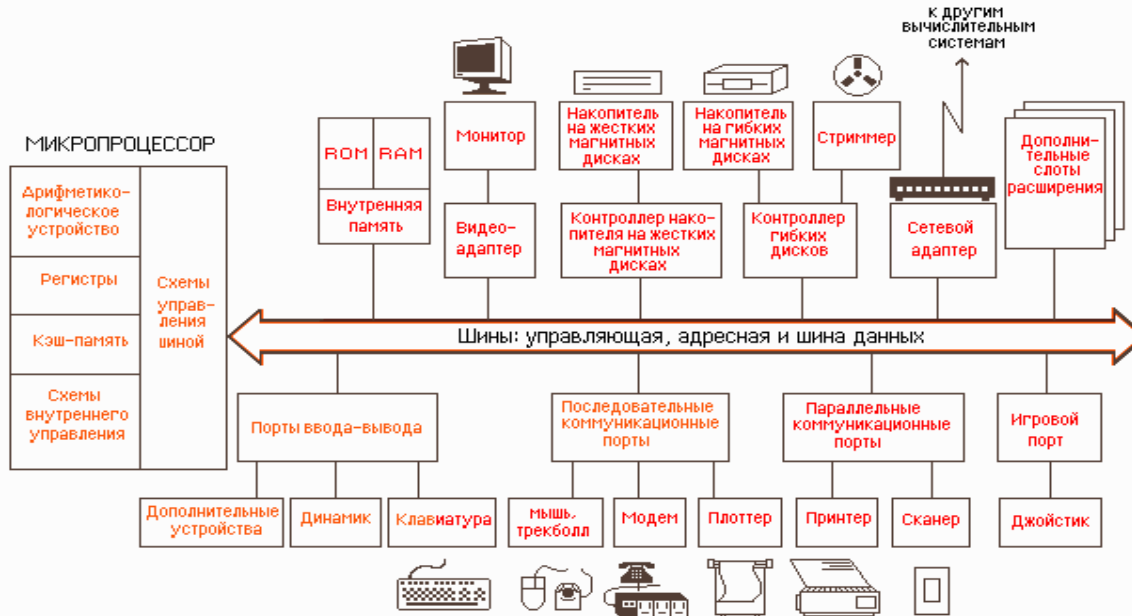 к другим
вычислительным
системам
МИКРОПРОЦЕССОР
Арифметико-
логическое
устройство
Регистры
Кэш-память
Схемы
внутреннего
управления
Схемы
управ-
ления
шиной
ROM
RAM
Внутренняя
память
Монитор
Видео-
адаптер
Накопитель
на жестких
магнитных
дисках
Контроллер нако-
пителя на жестких
магнитных
дисках
Накопитель
на гибких
магнитных
дисках
Стриммер
Контроллер
гибких
дисков
Сетевой
адаптер
Дополни-
тельные
слоты
расширения
Шины: управляющая, адресная и шина данных
Порты ввода-вывода
Последовательные
коммуникационные
порты
Параллельные
коммуникационные
порты
Игровой
порт
Дополнительные
устройства
Динамик
Клавиатура
мышь,
трекболл
Модем
Плоттер
Принтер
Сканер
Джойстик